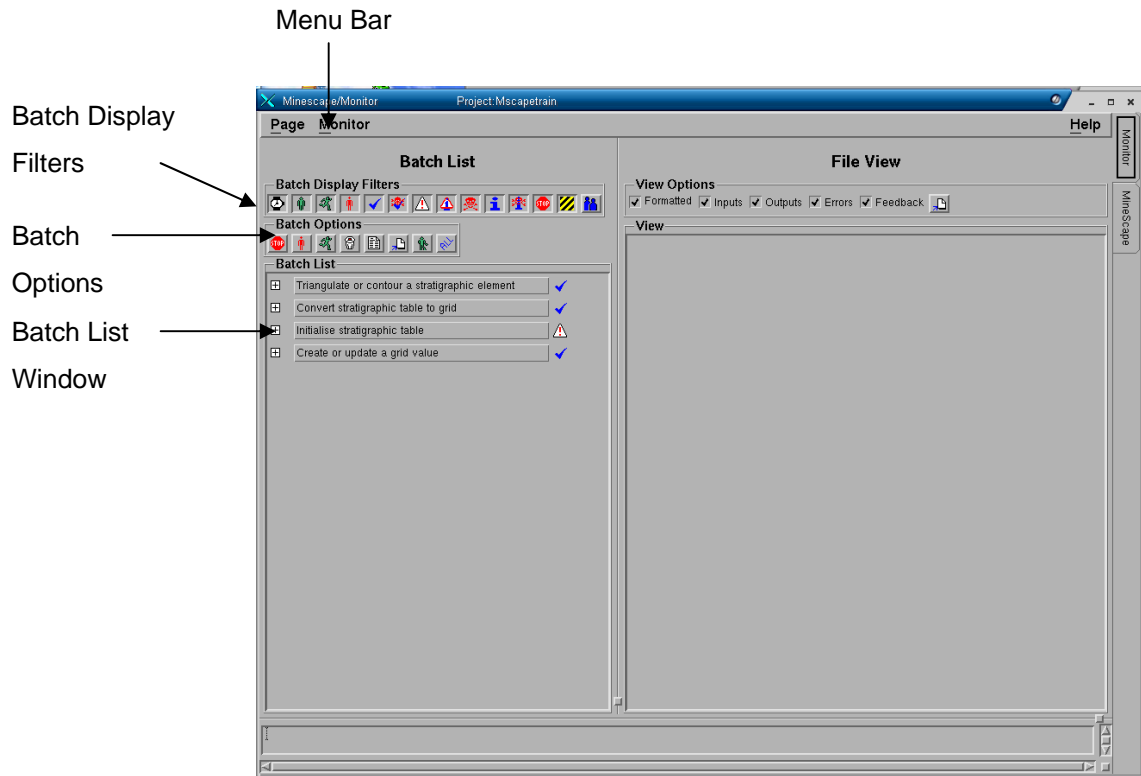 Menu Bar
Batch Display
Filters
Batch
Options
Batch List
Window
Minescape/Monitor Project:Mscapetrain
Page Monitor Help
Batch List
Batch Display Filters
STOP
Batch Options
STOP
Batch List
Triangulate or contour a stratigraphic element
Convert stratigraphic table to grid
Initialise stratigraphic table
Create or update a grid value
File View
View Options
Formatted Inputs Outputs Errors Feedback
View
Monitor
MineScape